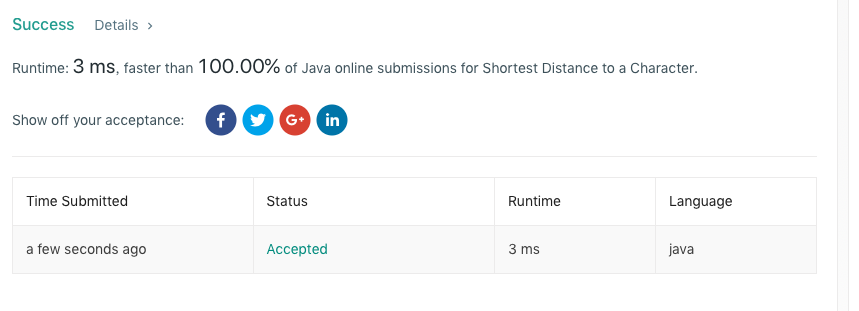 Success Details >
Runtime: 3 ms, faster than 100.00% of Java online submissions for Shortest Distance to a Character.
Show off your acceptance: f G+ in
Time Submitted Status Runtime Language
a few seconds ago Accepted 3 ms java